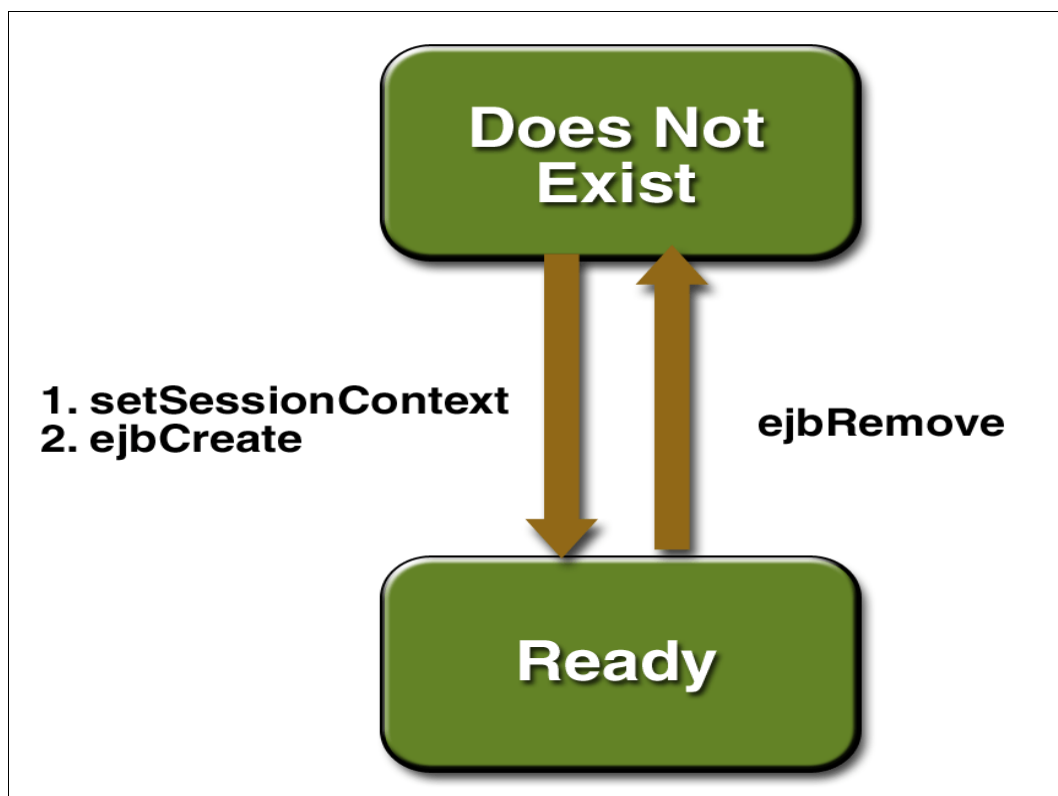 Does Not
Exist
1. setSessionContext
2. ejbCreate
ejbRemove
Ready